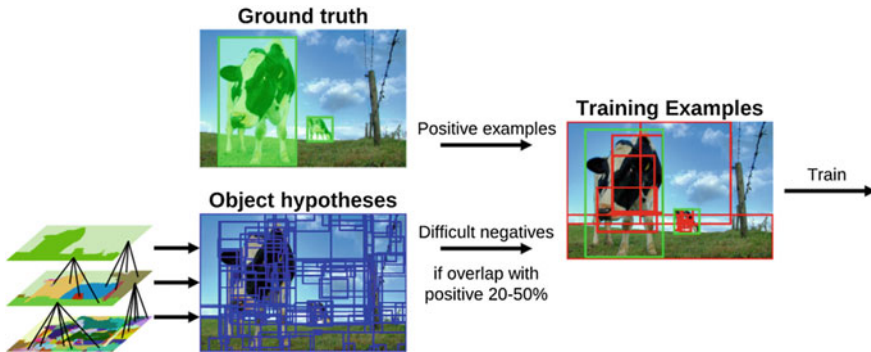 Ground truth
Positive examples
Training Examples
Train
Object hypotheses
Difficult negatives
if overlap with
positive 20-50%